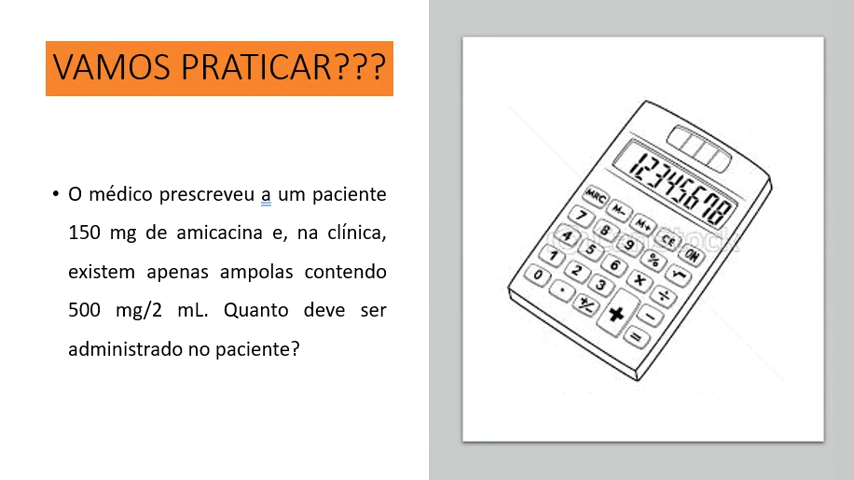 VAMOS PRATICAR???
• O médico prescreveu a um paciente
150 mg de amicacina e, na clínica,
existem apenas ampolas contendo
500 mg/2 mL. Quanto deve ser
administrado no paciente?
12345678
MRC M- M+ CE ON
7 8 9 % √
4 5 6 × ÷
1 2 3 + −
0 . +/− =